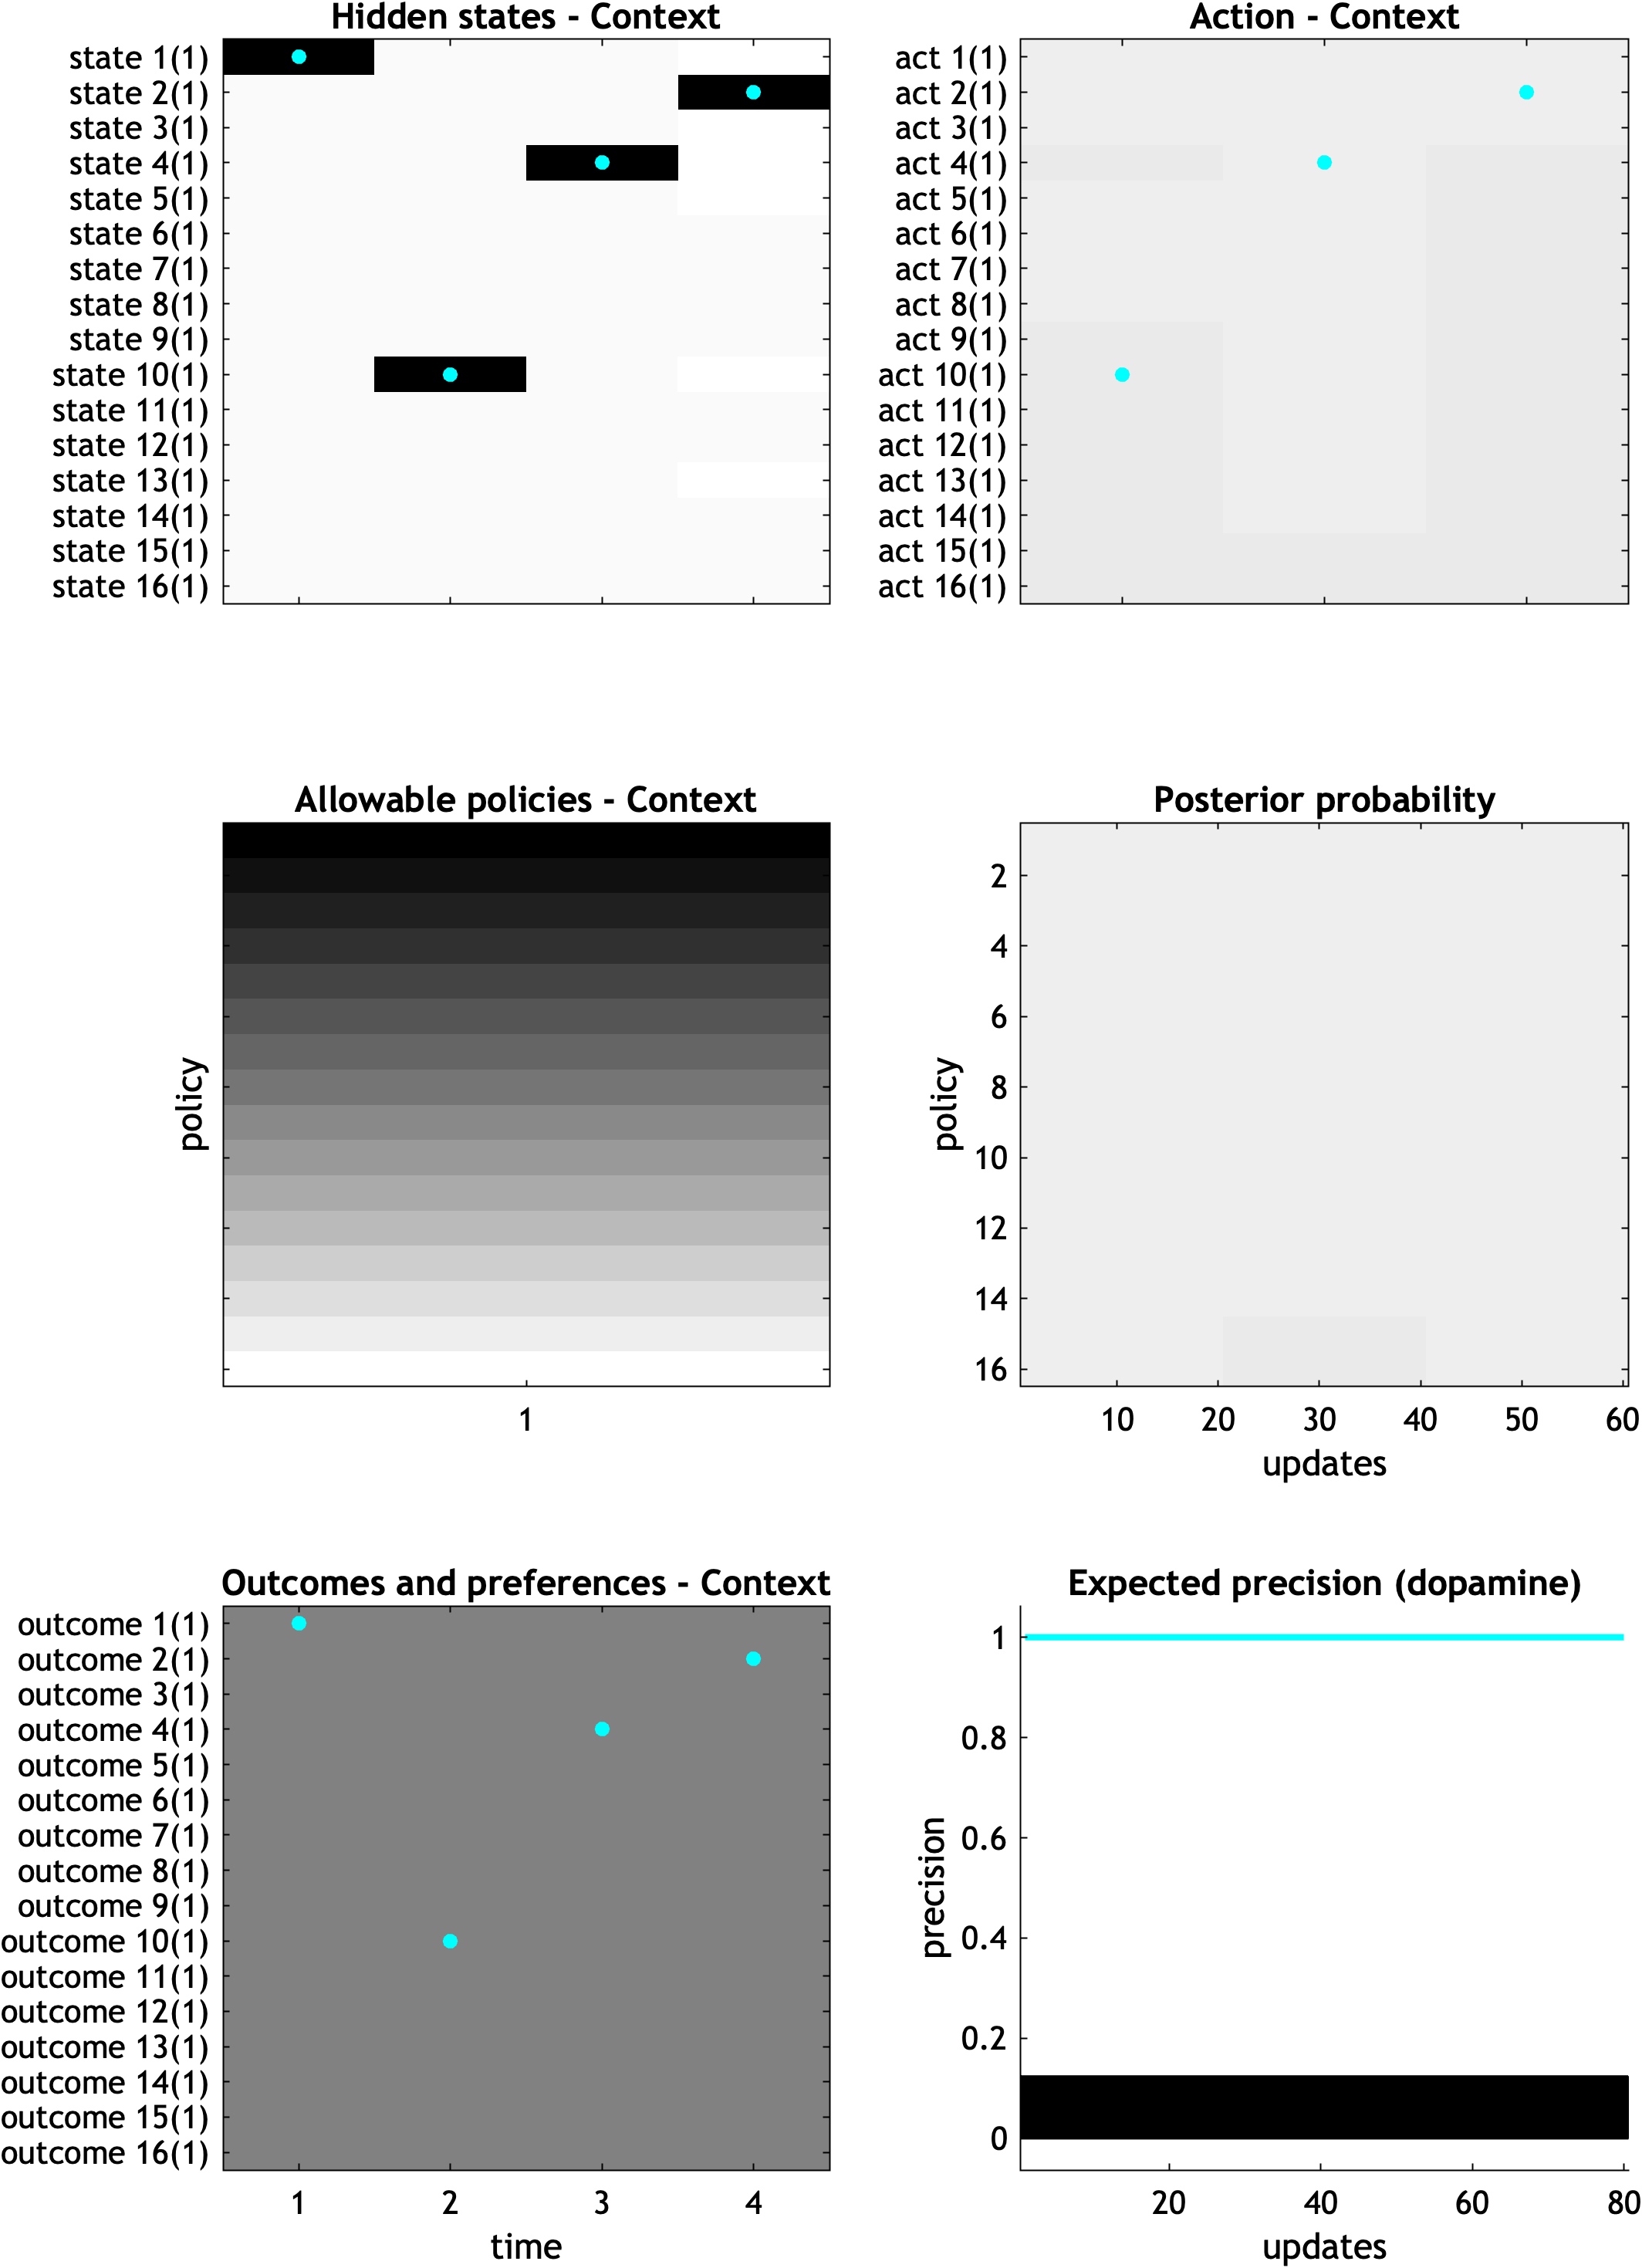 Hidden states - Context
state 1(1)
state 2(1)
state 3(1)
state 4(1)
state 5(1)
state 6(1)
state 7(1)
state 8(1)
state 9(1)
state 10(1)
state 11(1)
state 12(1)
state 13(1)
state 14(1)
state 15(1)
state 16(1)
Action - Context
act 1(1)
act 2(1)
act 3(1)
act 4(1)
act 5(1)
act 6(1)
act 7(1)
act 8(1)
act 9(1)
act 10(1)
act 11(1)
act 12(1)
act 13(1)
act 14(1)
act 15(1)
act 16(1)
Allowable policies - Context
policy
1
Posterior probability
policy
2
4
6
8
10
12
14
16
10 20 30 40 50 60
updates
Outcomes and preferences - Context
outcome 1(1)
outcome 2(1)
outcome 3(1)
outcome 4(1)
outcome 5(1)
outcome 6(1)
outcome 7(1)
outcome 8(1)
outcome 9(1)
outcome 10(1)
outcome 11(1)
outcome 12(1)
outcome 13(1)
outcome 14(1)
outcome 15(1)
outcome 16(1)
1 2 3 4
time
Expected precision (dopamine)
precision
1
0.8
0.6
0.4
0.2
0
20 40 60 80
updates